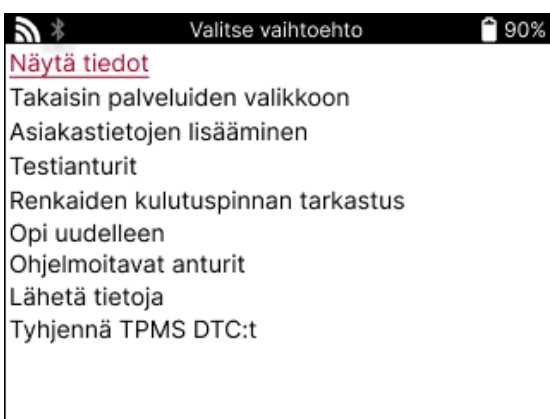 Valitse vaihtoehto 90%
Näytä tiedot
Takaisin palveluiden valikkoon
Asiakastietojen lisääminen
Testianturit
Renkaiden kulutuspinnan tarkastus
Opi uudelleen
Ohjelmoitavat anturit
Lähetä tietoja
Tyhjennä TPMS DTC:t